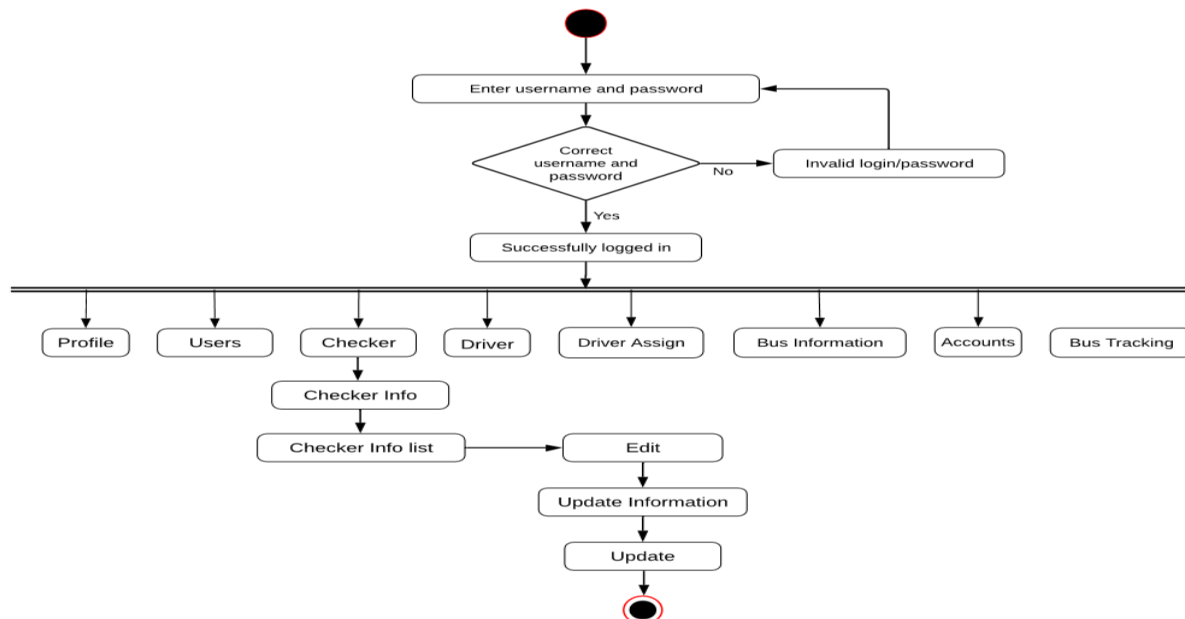 Enter username and password
Correct
username and
password
No
Invalid login/password
Yes
Successfully logged in
Profile
Users
Checker
Driver
Driver Assign
Bus Information
Accounts
Bus Tracking
Checker Info
Checker Info list
Edit
Update Information
Update